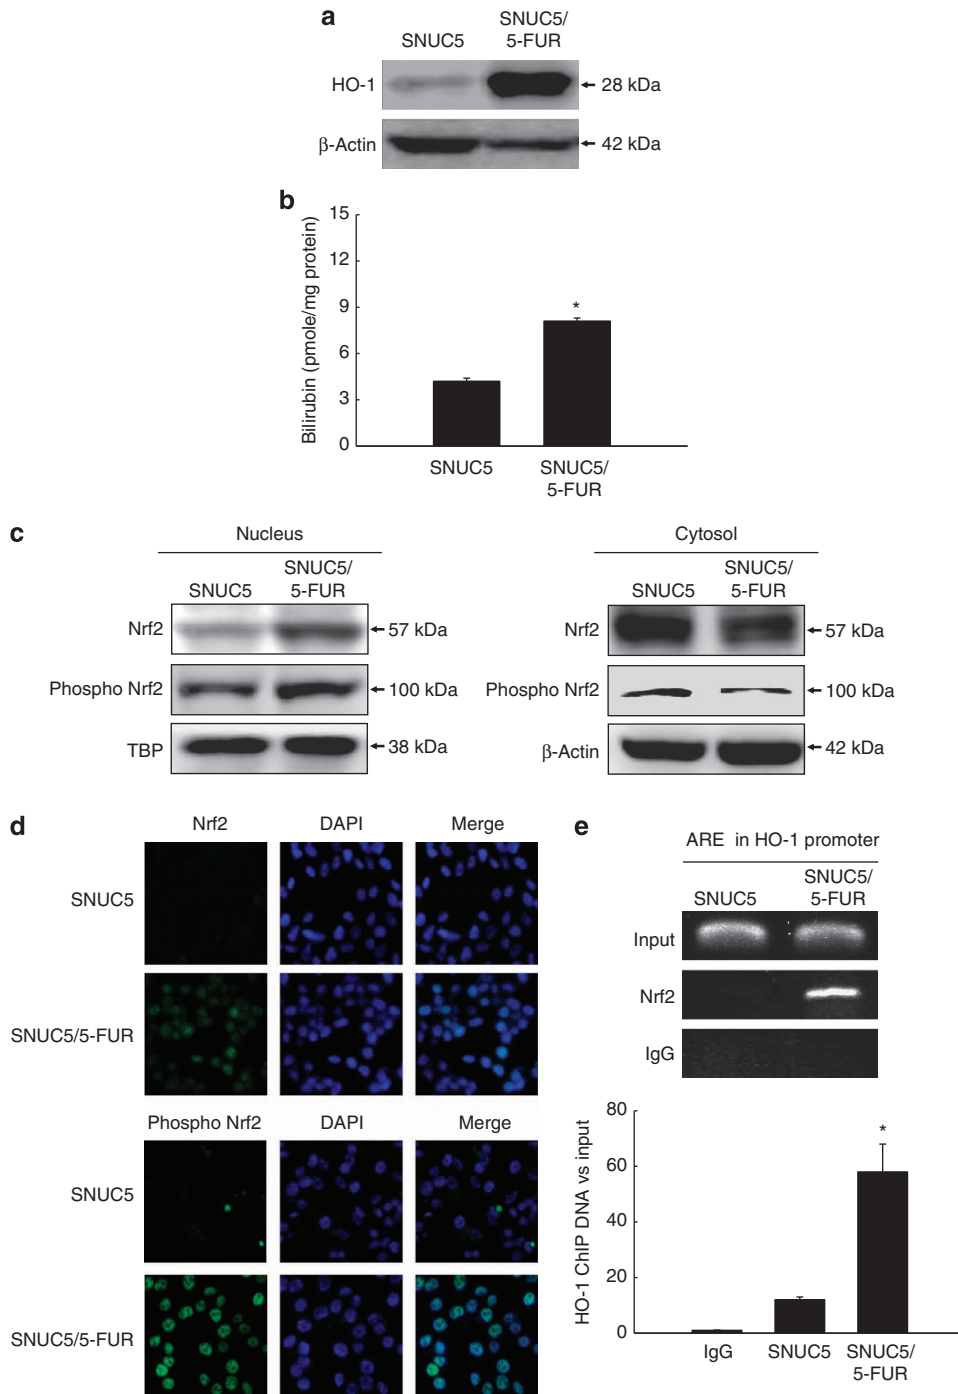 a
SNUC5
SNUC5/
5-FUR
HO-1
28 kDa
β-Actin
42 kDa
b
Bilirubin (pmole/mg protein)
15
12
9
6
3
0
*
SNUC5
SNUC5/
5-FUR
c
Nucleus
SNUC5
SNUC5/
5-FUR
Nrf2
57 kDa
Phospho Nrf2
100 kDa
TBP
38 kDa
Cytosol
SNUC5
SNUC5/
5-FUR
Nrf2
57 kDa
Phospho Nrf2
100 kDa
β-Actin
42 kDa
d
Nrf2 DAPI Merge
SNUC5
SNUC5/5-FUR
Phospho Nrf2 DAPI Merge
SNUC5
SNUC5/5-FUR
e
ARE in HO-1 promoter
SNUC5
SNUC5/
5-FUR
Input
Nrf2
IgG
HO-1 ChIP DNA vs input
80
60
40
20
0
*
IgG
SNUC5
SNUC5/
5-FUR